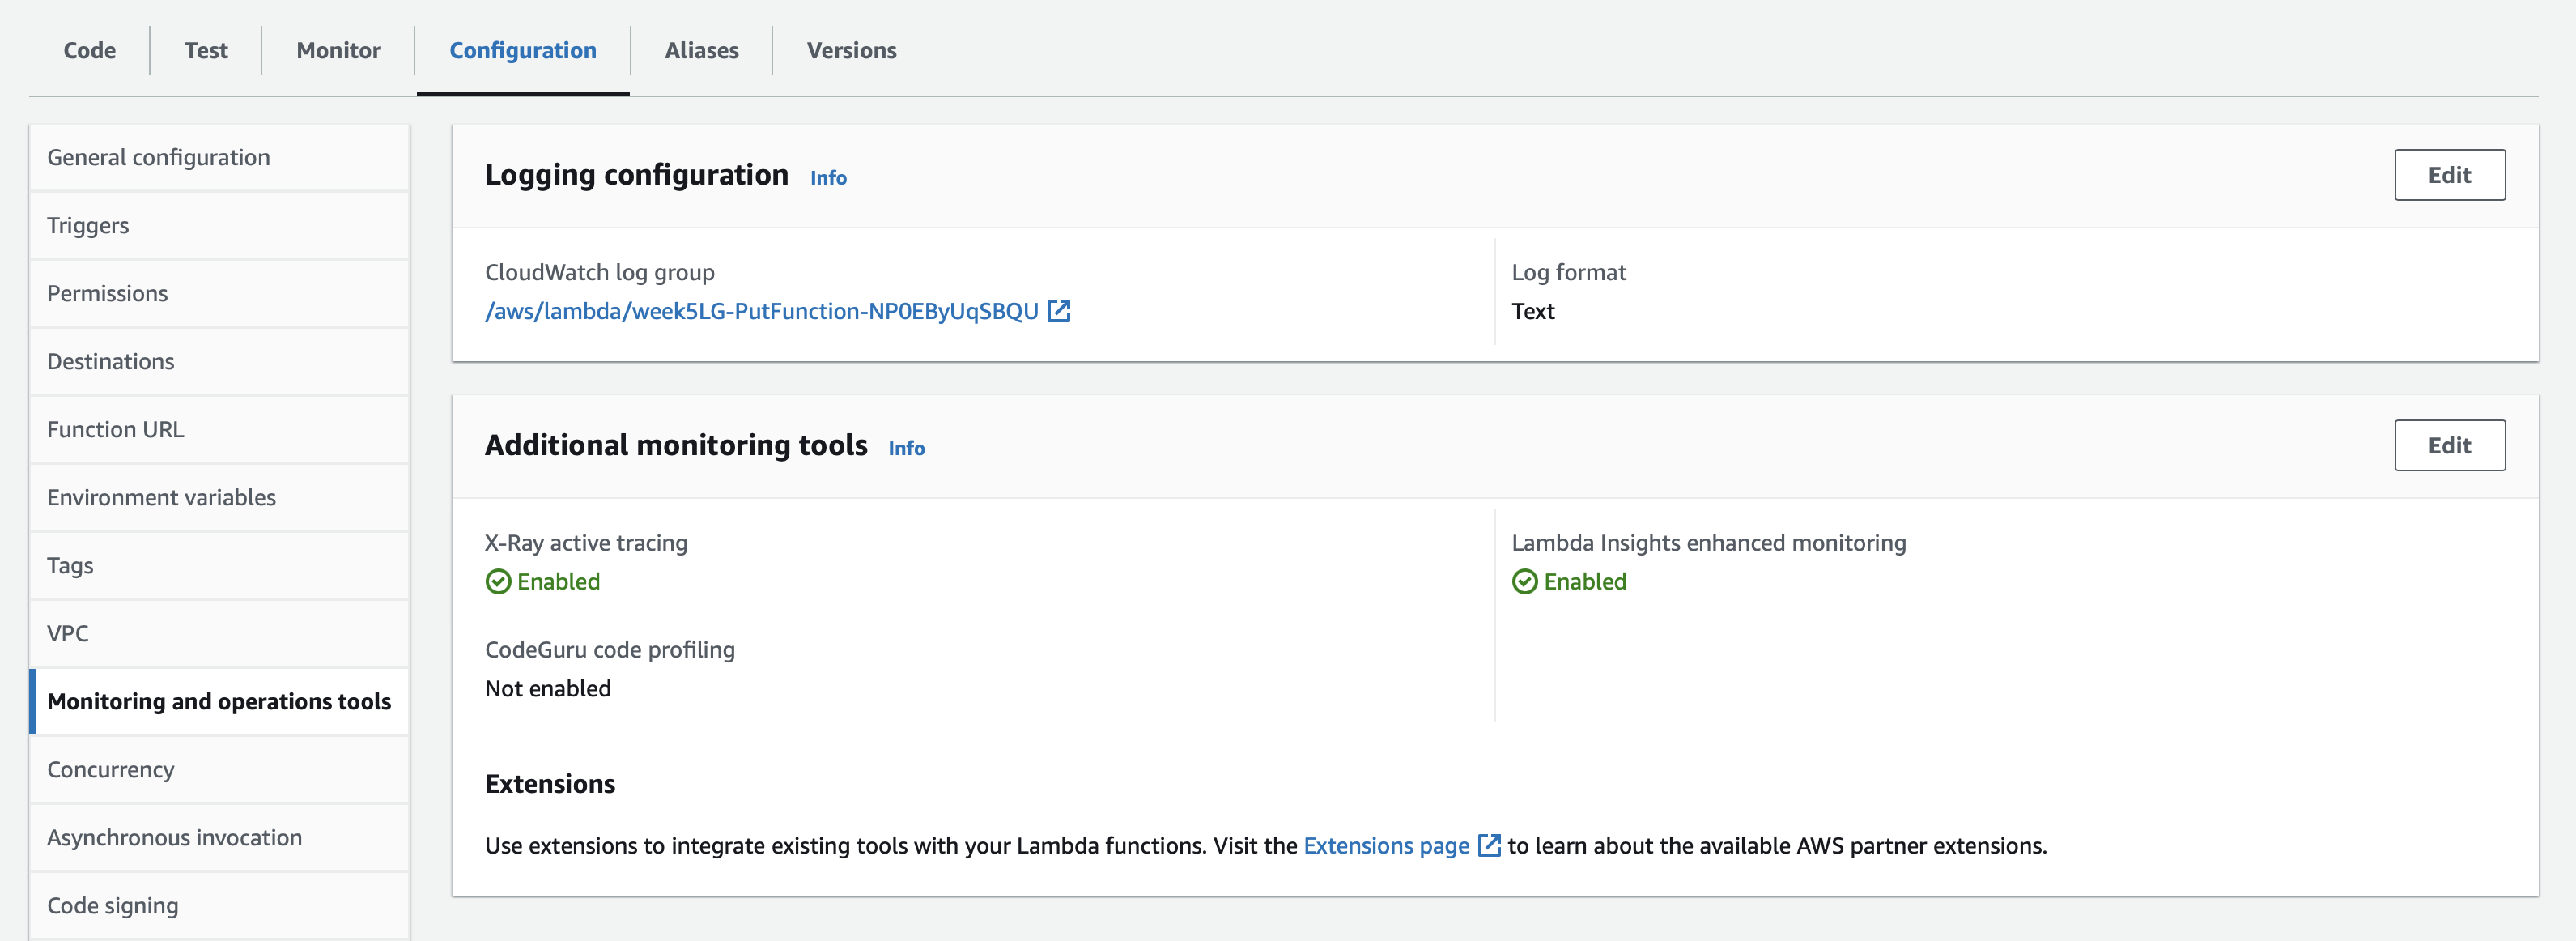 Code
Test
Monitor
Configuration
Aliases
Versions
General configuration
Triggers
Permissions
Destinations
Function URL
Environment variables
Tags
VPC
Monitoring and operations tools
Concurrency
Asynchronous invocation
Code signing
Logging configuration Info
Edit
CloudWatch log group
/aws/lambda/week5LG-PutFunction-NP0EByUqSBQU
Log format
Text
Additional monitoring tools Info
Edit
X-Ray active tracing
Enabled
Lambda Insights enhanced monitoring
Enabled
CodeGuru code profiling
Not enabled
Extensions
Use extensions to integrate existing tools with your Lambda functions. Visit the Extensions page to learn about the available AWS partner extensions.